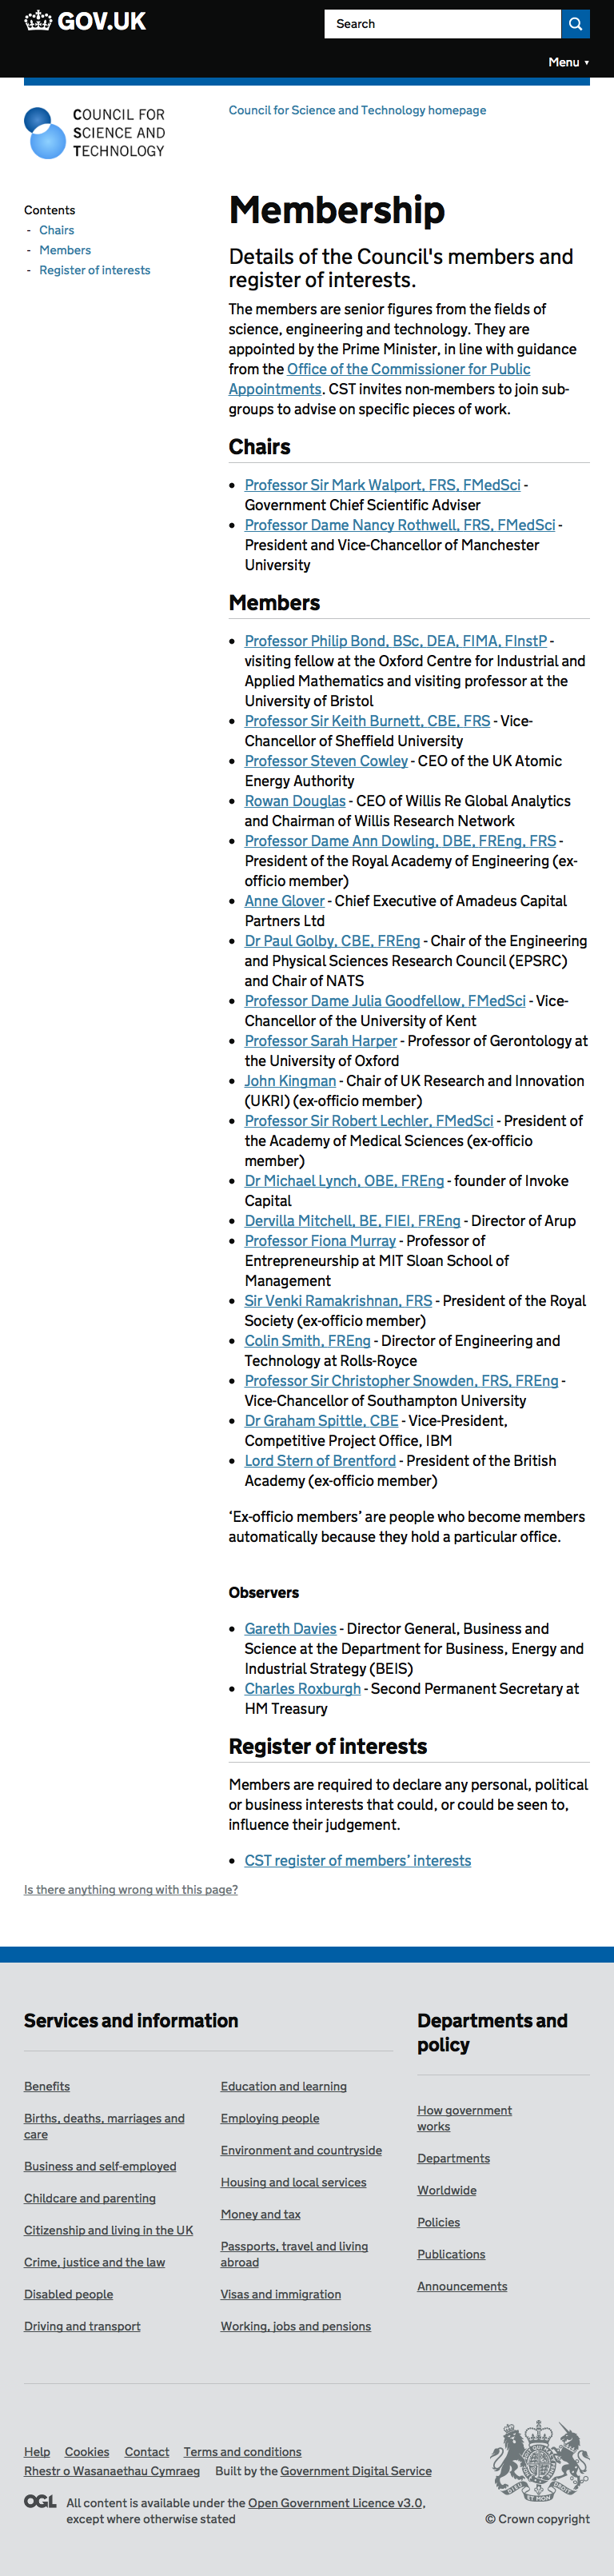 GOV.UK
Search
Menu ▼
COUNCIL FOR
SCIENCE AND
TECHNOLOGY
Council for Science and Technology homepage
Contents
- Chairs
- Members
- Register of interests
Membership
Details of the Council's members and
register of interests.
The members are senior figures from the fields of
science, engineering and technology. They are
appointed by the Prime Minister, in line with guidance
from the Office of the Commissioner for Public
Appointments. CST invites non-members to join sub-
groups to advise on specific pieces of work.
Chairs
• Professor Sir Mark Walport, FRS, FMedSci -
Government Chief Scientific Adviser
• Professor Dame Nancy Rothwell, FRS, FMedSci -
President and Vice-Chancellor of Manchester
University
Members
• Professor Philip Bond, BSc, DEA, FIMA, FInstP -
visiting fellow at the Oxford Centre for Industrial and
Applied Mathematics and visiting professor at the
University of Bristol
• Professor Sir Keith Burnett, CBE, FRS - Vice-
Chancellor of Sheffield University
• Professor Steven Cowley - CEO of the UK Atomic
Energy Authority
• Rowan Douglas - CEO of Willis Re Global Analytics
and Chairman of Willis Research Network
• Professor Dame Ann Dowling, DBE, FREng, FRS -
President of the Royal Academy of Engineering (ex-
officio member)
• Anne Glover - Chief Executive of Amadeus Capital
Partners Ltd
• Dr Paul Golby, CBE, FREng - Chair of the Engineering
and Physical Sciences Research Council (EPSRC)
and Chair of NATS
• Professor Dame Julia Goodfellow, FMedSci - Vice-
Chancellor of the University of Kent
• Professor Sarah Harper - Professor of Gerontology at
the University of Oxford
• John Kingman - Chair of UK Research and Innovation
(UKRI) (ex-officio member)
• Professor Sir Robert Lechler, FMedSci - President of
the Academy of Medical Sciences (ex-officio
member)
• Dr Michael Lynch, OBE, FREng - founder of Invoke
Capital
• Dervilla Mitchell, BE, FIEI, FREng - Director of Arup
• Professor Fiona Murray - Professor of
Entrepreneurship at MIT Sloan School of
Management
• Sir Venki Ramakrishnan, FRS - President of the Royal
Society (ex-officio member)
• Colin Smith, FREng - Director of Engineering and
Technology at Rolls-Royce
• Professor Sir Christopher Snowden, FRS, FREng -
Vice-Chancellor of Southampton University
• Dr Graham Spittle, CBE - Vice-President,
Competitive Project Office, IBM
• Lord Stern of Brentford - President of the British
Academy (ex-officio member)
‘Ex-officio members’ are people who become members
automatically because they hold a particular office.
Observers
• Gareth Davies - Director General, Business and
Science at the Department for Business, Energy and
Industrial Strategy (BEIS)
• Charles Roxburgh - Second Permanent Secretary at
HM Treasury
Register of interests
Members are required to declare any personal, political
or business interests that could, or could be seen to,
influence their judgement.
• CST register of members’ interests
Is there anything wrong with this page?
Services and information
Benefits
Births, deaths, marriages and
care
Business and self-employed
Childcare and parenting
Citizenship and living in the UK
Crime, justice and the law
Disabled people
Driving and transport
Education and learning
Employing people
Environment and countryside
Housing and local services
Money and tax
Passports, travel and living
abroad
Visas and immigration
Working, jobs and pensions
Departments and
policy
How government
works
Departments
Worldwide
Policies
Publications
Announcements
Help Cookies Contact Terms and conditions
Rhestr o Wasanaethau Cymraeg Built by the Government Digital Service
OGL All content is available under the Open Government Licence v3.0,
except where otherwise stated
© Crown copyright